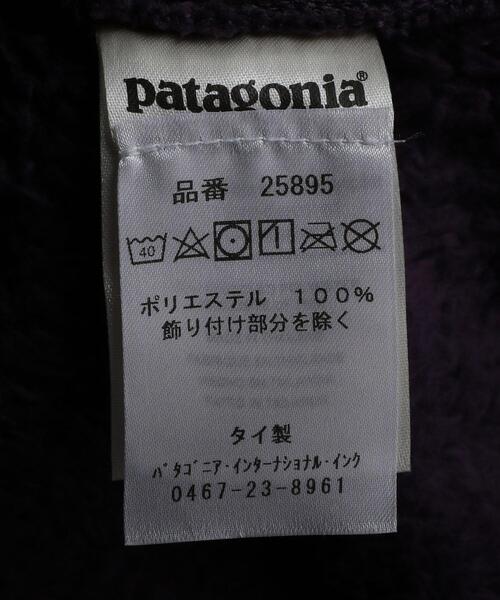 patagonia®
品番 25895
40
ポリエステル 100%
飾り付け部分を除く
タイ製
ﾊﾟﾀｺﾞﾆｱ･ｲﾝﾀｰﾅｼｮﾅﾙ･ｲﾝｸ
0467-23-8961